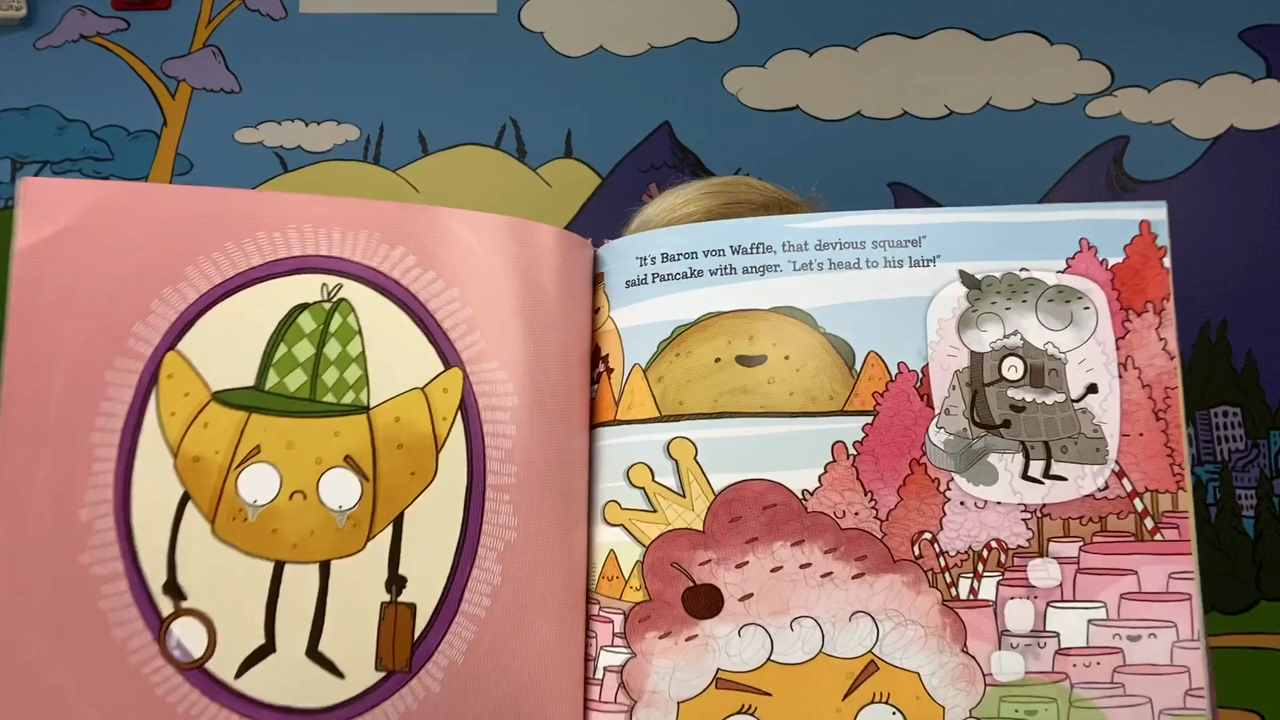 "It's Baron von Waffle, that devious square!"
said Pancake with anger. "Let's head to his lair!"